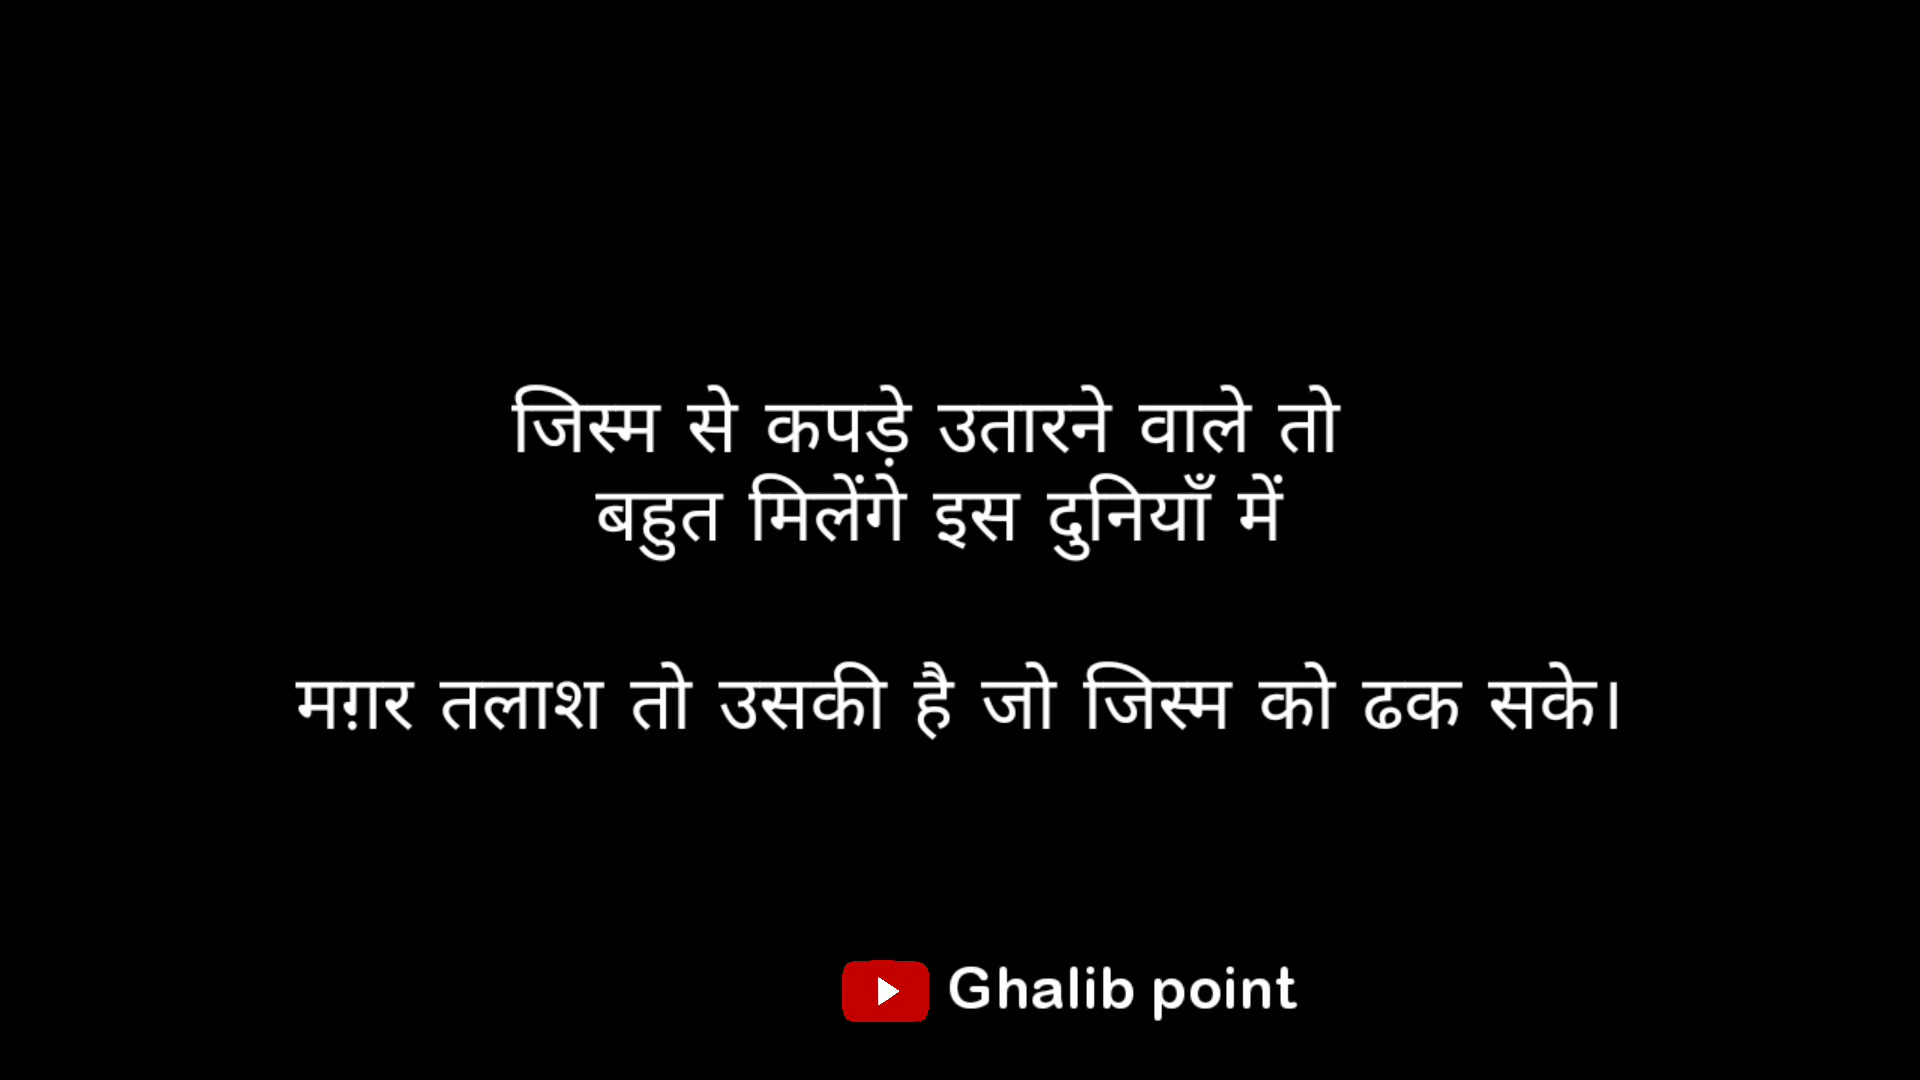 जिस्म से कपड़े उतारने वाले तो
बहुत मिलेंगे इस दुनियाँ में
मग़र तलाश तो उसकी है जो जिस्म को ढक सके।
Ghalib point